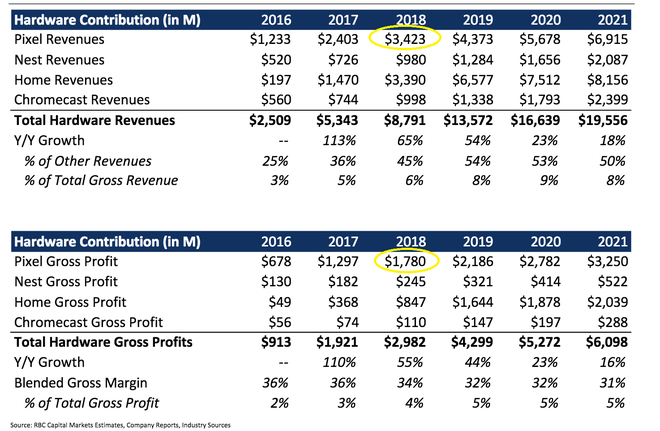 Hardware Contribution (in M) 2016 2017 2018 2019 2020 2021
Pixel Revenues $1,233 $2,403 $3,423 $4,373 $5,678 $6,915
Nest Revenues $520 $726 $980 $1,284 $1,656 $2,087
Home Revenues $197 $1,470 $3,390 $6,577 $7,512 $8,156
Chromecast Revenues $560 $744 $998 $1,338 $1,793 $2,399
Total Hardware Revenues $2,509 $5,343 $8,791 $13,572 $16,639 $19,556
Y/Y Growth -- 113% 65% 54% 23% 18%
% of Other Revenues 25% 36% 45% 54% 53% 50%
% of Total Gross Revenue 3% 5% 6% 8% 9% 8%
Hardware Contribution (in M) 2016 2017 2018 2019 2020 2021
Pixel Gross Profit $678 $1,297 $1,780 $2,186 $2,782 $3,250
Nest Gross Profit $130 $182 $245 $321 $414 $522
Home Gross Profit $49 $368 $847 $1,644 $1,878 $2,039
Chromecast Gross Profit $56 $74 $110 $147 $197 $288
Total Hardware Gross Profits $913 $1,921 $2,982 $4,299 $5,272 $6,098
Y/Y Growth -- 110% 55% 44% 23% 16%
Blended Gross Margin 36% 36% 34% 32% 32% 31%
% of Total Gross Profit 2% 3% 4% 5% 5% 5%
Source: RBC Capital Markets Estimates, Company Reports, Industry Sources